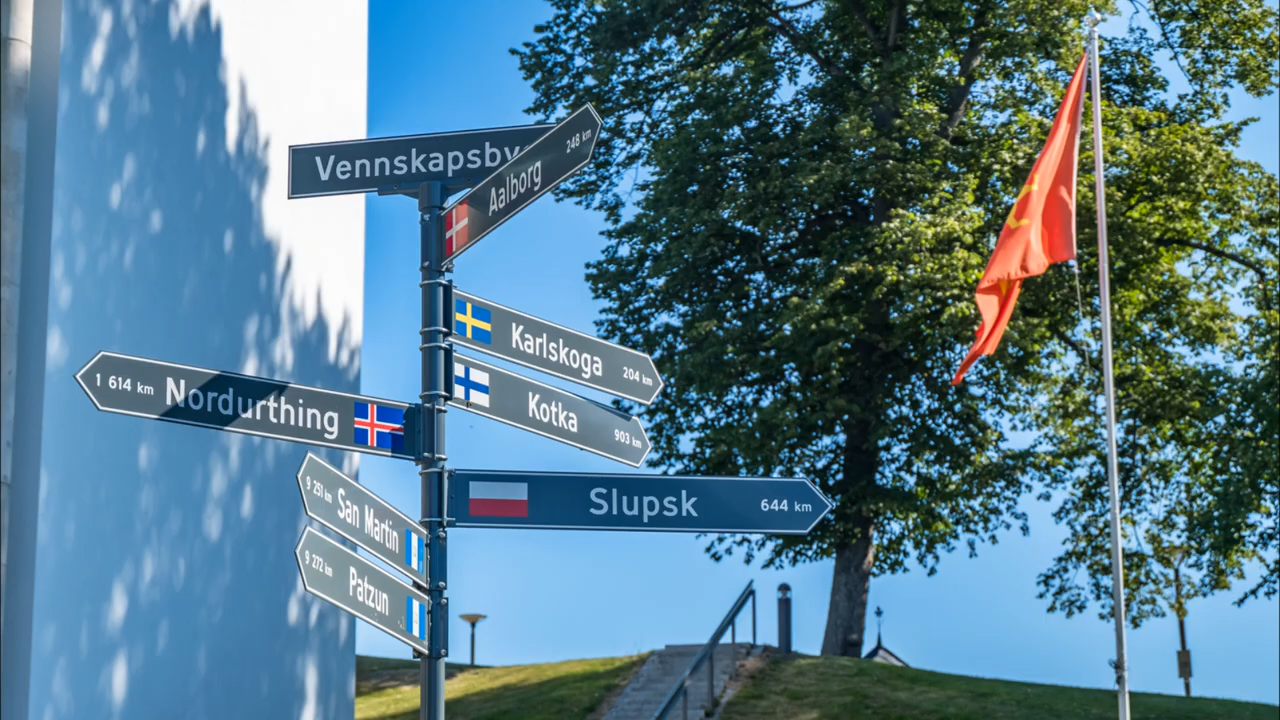 Vennskapsby
Aalborg 248 km
Karlskoga 204 km
Kotka 903 km
1 614 km Nordurthing
Slupsk 644 km
9 251 km San Martin
9 272 km Patzun